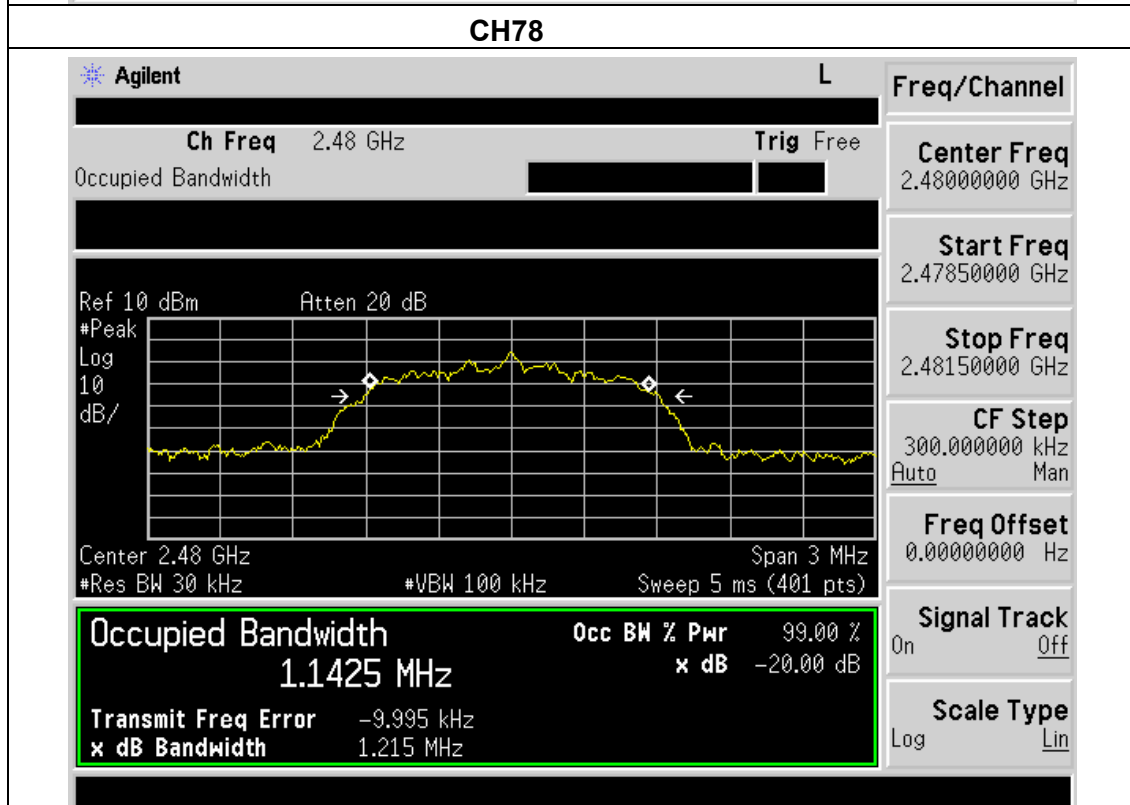 CH78
Agilent L
Freq/Channel
Ch Freq 2.48 GHz Trig Free
Occupied Bandwidth
Center Freq
2.48000000 GHz
Start Freq
2.47850000 GHz
Ref 10 dBm Atten 20 dB
#Peak
Log
10
dB/
Stop Freq
2.48150000 GHz
CF Step
300.000000 kHz
Auto Man
Freq Offset
0.00000000 Hz
Center 2.48 GHz Span 3 MHz
#Res BW 30 kHz #VBW 100 kHz Sweep 5 ms (401 pts)
Occupied Bandwidth
1.1425 MHz
Occ BW % Pwr 99.00 %
x dB -20.00 dB
Transmit Freq Error -9.995 kHz
x dB Bandwidth 1.215 MHz
Signal Track
On Off
Scale Type
Log Lin